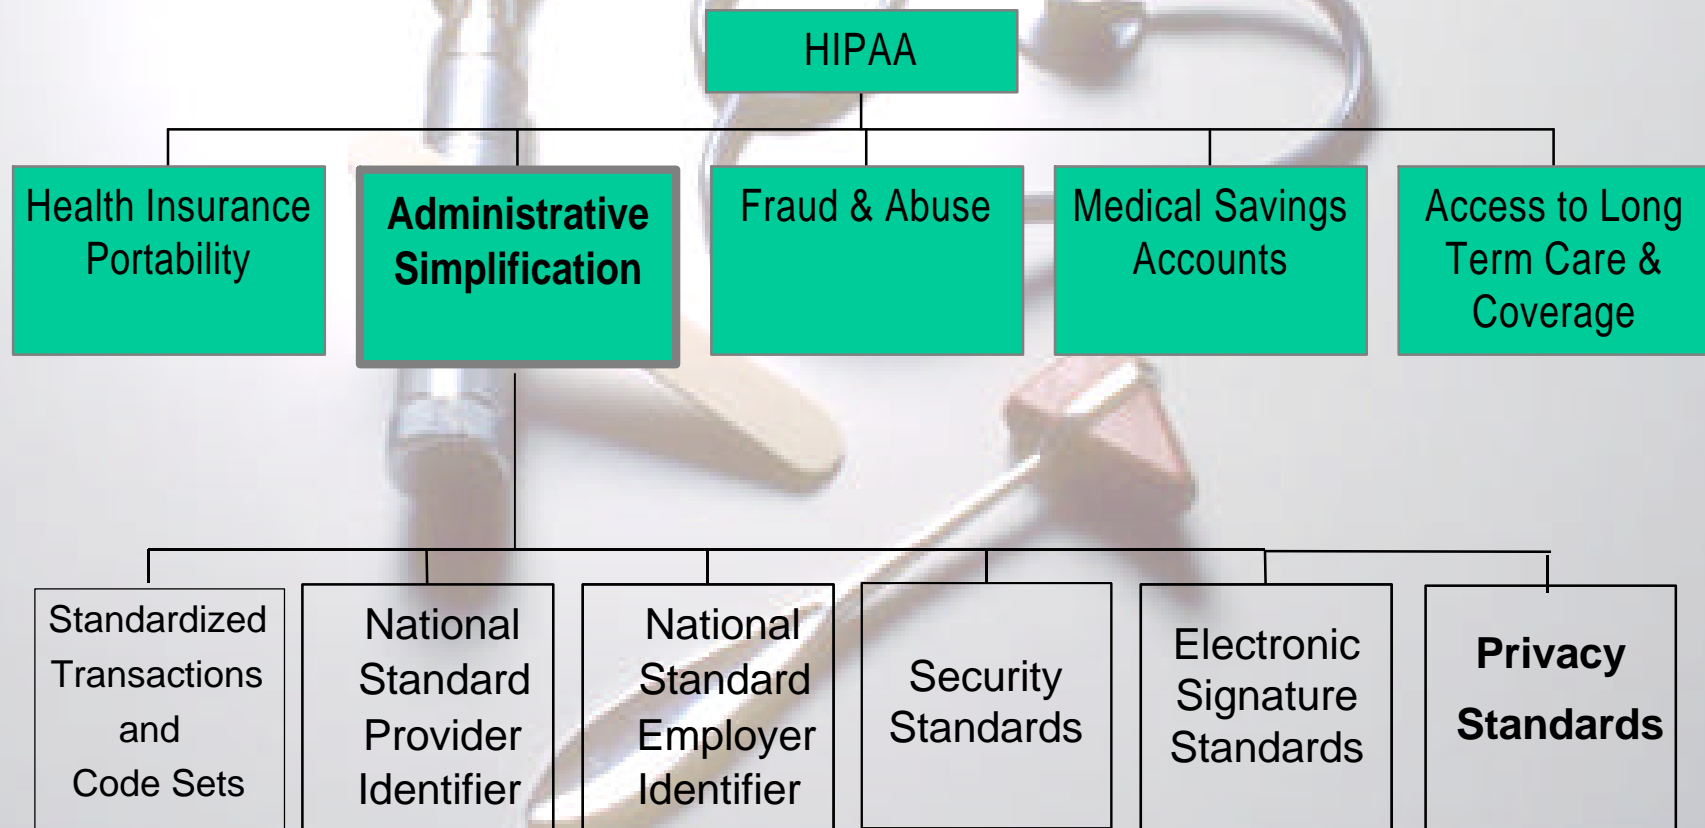 HIPAA
Health Insurance
Portability
Administrative
Simplification
Fraud & Abuse
Medical Savings
Accounts
Access to Long
Term Care &
Coverage
Standardized
Transactions
and
Code Sets
National
Standard
Provider
Identifier
National
Standard
Employer
Identifier
Security
Standards
Electronic
Signature
Standards
Privacy
Standards